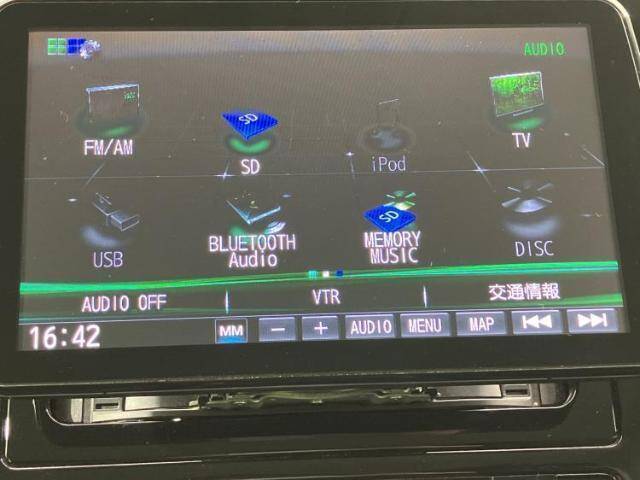 AUDIO
FM/AM
SD
SD
iPod
TV
USB
BLUETOOTH
Audio
SD
MEMORY
MUSIC
DISC
AUDIO OFF
VTR
交通情報
16:42
MM
−
+
AUDIO
MENU
MAP